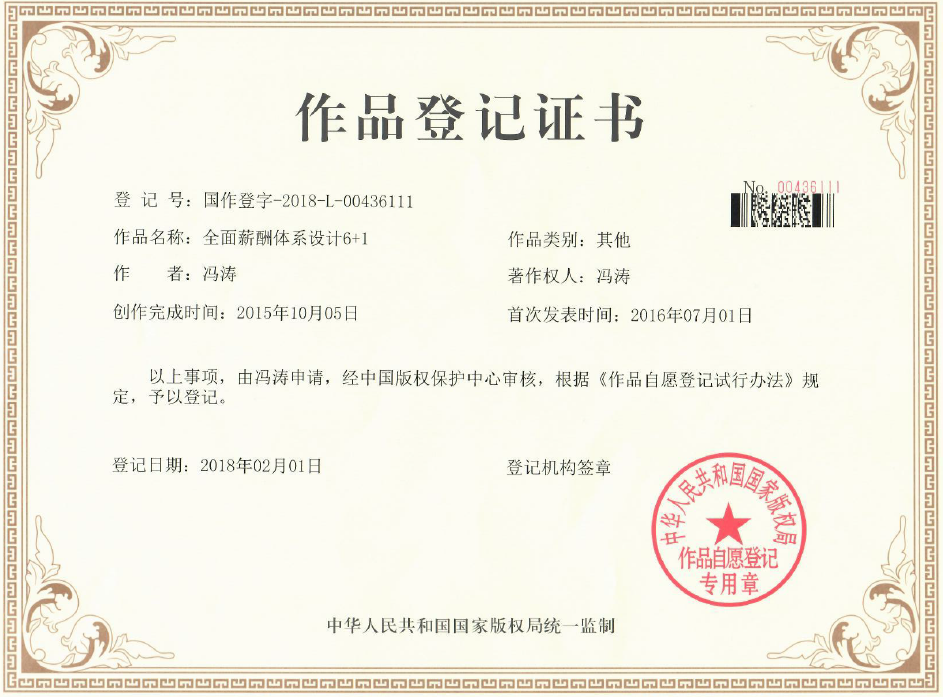 作品登记证书
No. 00436111
登 记 号：国作登字-2018-L-00436111
作品名称：全面薪酬体系设计6+1
作品类别：其他
作 者：冯涛
著作权人：冯涛
创作完成时间：2015年10月05日
首次发表时间：2016年07月01日
以上事项，由冯涛申请，经中国版权保护中心审核，根据《作品自愿登记试行办法》规
定，予以登记。
登记日期：2018年02月01日
登记机构签章
中华人民共和国国家版权局
作品自愿登记
专用章
中华人民共和国国家版权局统一监制